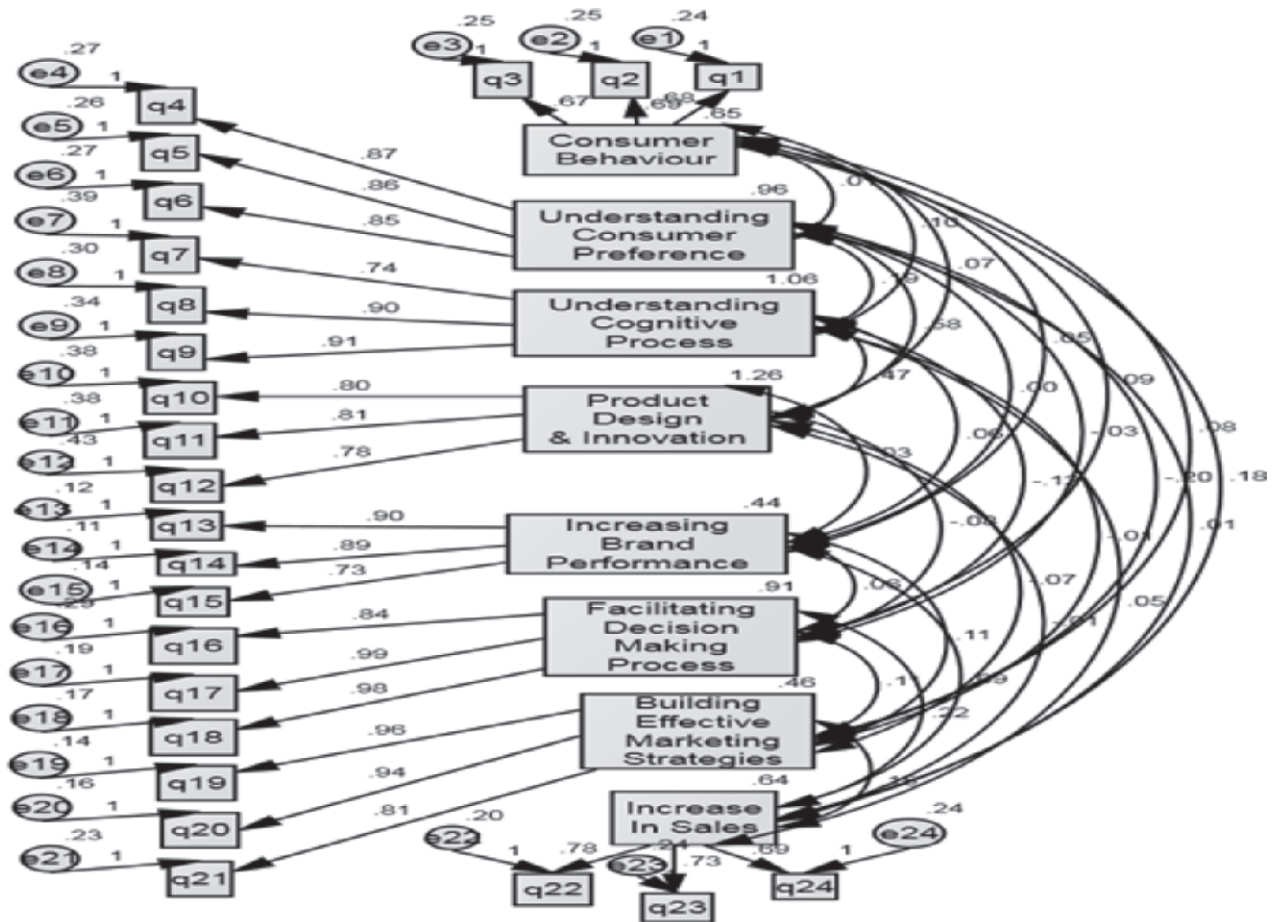 .25 .25 .24
e3 e2 e1
1 1 1
q3 q2 q1
.67 .69 .68 .65
Consumer
Behaviour
.27
e4 1
q4
.26
e5 1
q5
.27
e6 1
q6
.39
e7 1
q7
.30
e8 1
q8
.34
e9 1
q9
.38
e10 1
q10
.38
e11 1
q11
.43
e12 1
q12
.12
e13 1
q13
.11
e14 1
q14
.14
e15 1
q15
e16 1
q16
.19
e17 1
q17
.17
e18 1
q18
.14
e19 1
q19
.16
e20 1
q20
.23
e21 1
q21
.87
.86
.85
.96
Understanding
Consumer
Preference
.74
.90
.91
1.06
Understanding
Cognitive
Process
.80
.81
.78
1.26
Product
Design
& Innovation
.90
.89
.73
.44
Increasing
Brand
Performance
.84
.99
.98
.91
Facilitating
Decision
Making
Process
.96
.94
.81
.46
Building
Effective
Marketing
Strategies
.64
Increase
In Sales
.20 .24 .24
e22 e23 e24
1 .78 .73 .69 1
q22 q23 q24
.10
.07
.47
.09
.00
.06
-.03
.08
.18
-.20
.01
-.08
-.01
-.07
.05
.11
.22